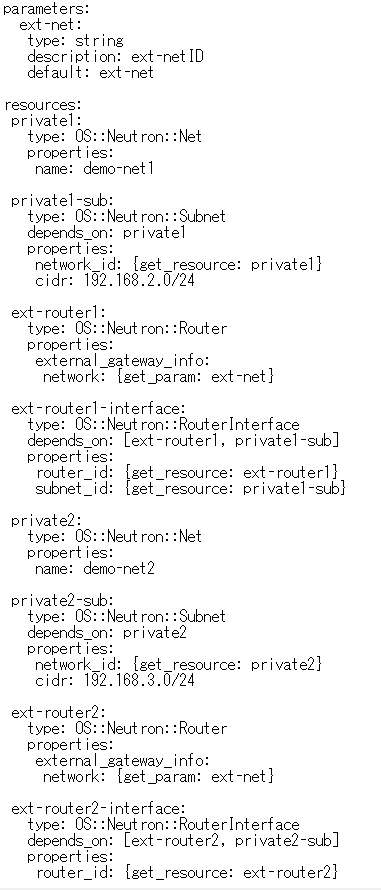 parameters:
  ext-net:
   type: string
   description: ext-netID
   default: ext-net

resources:
 private1:
   type: OS::Neutron::Net
   properties:
    name: demo-net1

 private1-sub:
   type: OS::Neutron::Subnet
   depends_on: private1
   properties:
    network_id: {get_resource: private1}
    cidr: 192.168.2.0/24

 ext-router1:
   type: OS::Neutron::Router
   properties:
    external_gateway_info:
     network: {get_param: ext-net}

 ext-router1-interface:
   type: OS::Neutron::RouterInterface
   depends_on: [ext-router1, private1-sub]
   properties:
    router_id: {get_resource: ext-router1}
    subnet_id: {get_resource: private1-sub}

 private2:
   type: OS::Neutron::Net
   properties:
    name: demo-net2

 private2-sub:
   type: OS::Neutron::Subnet
   depends_on: private2
   properties:
    network_id: {get_resource: private2}
    cidr: 192.168.3.0/24

 ext-router2:
   type: OS::Neutron::Router
   properties:
    external_gateway_info:
     network: {get_param: ext-net}

 ext-router2-interface:
   type: OS::Neutron::RouterInterface
   depends_on: [ext-router2, private2-sub]
   properties:
    router_id: {get_resource: ext-router2}